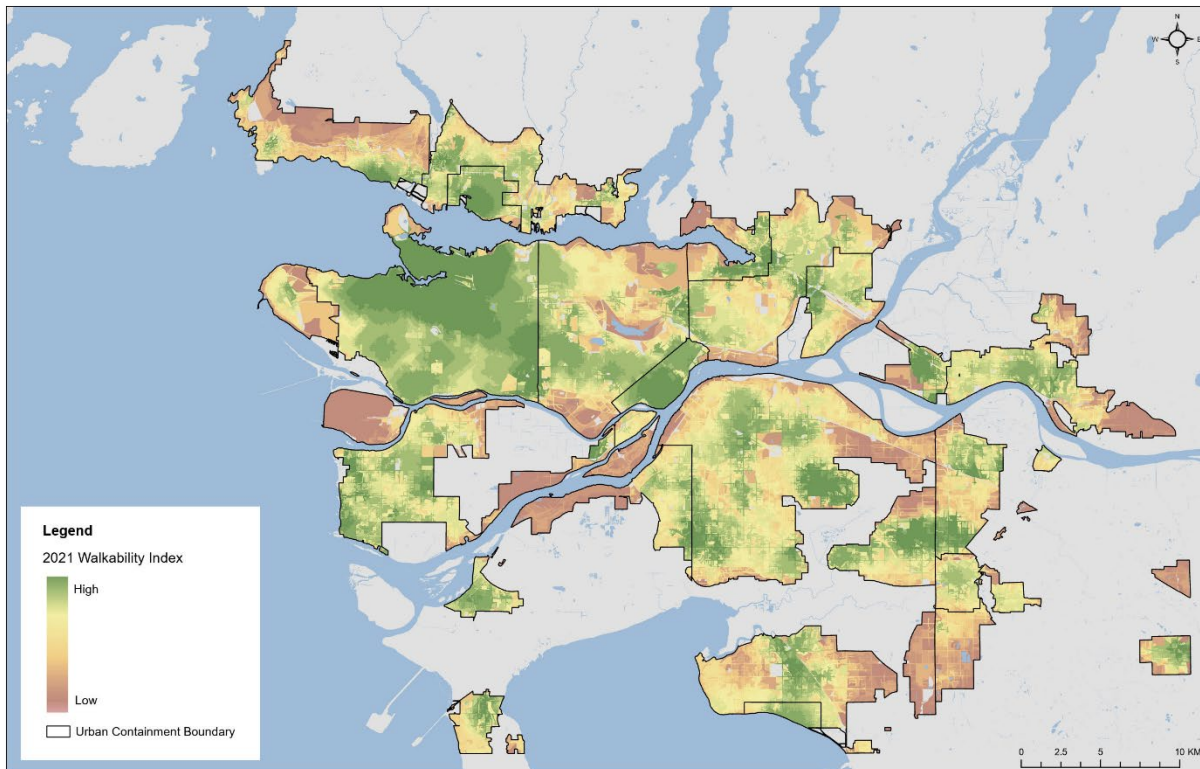 N
W E
S
Legend
2021 Walkability Index
High
Low
Urban Containment Boundary
0 2.5 5 10 KM